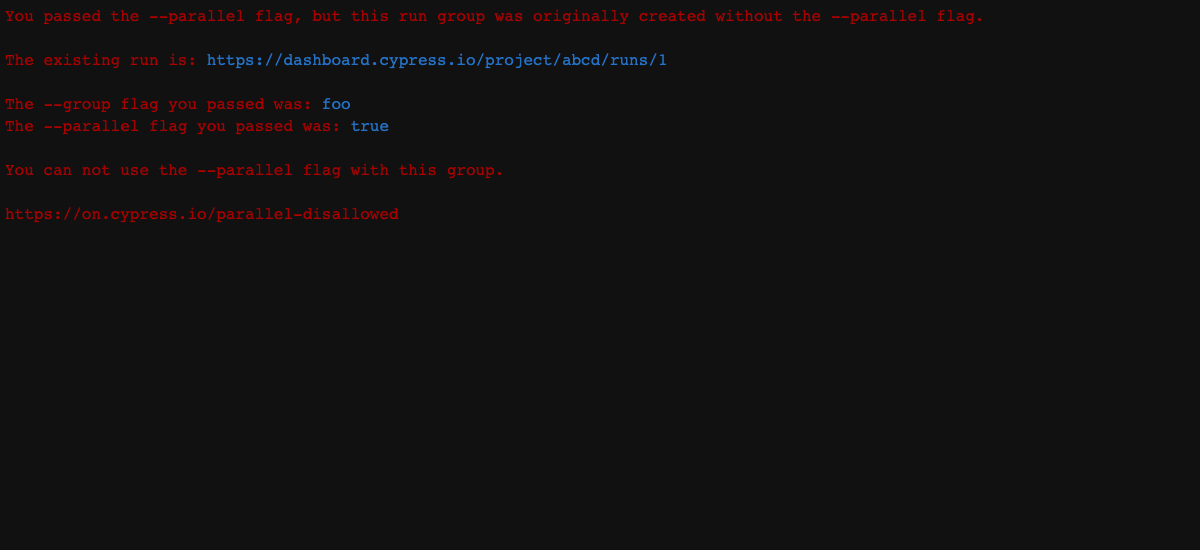 You passed the --parallel flag, but this run group was originally created without the --parallel flag.
The existing run is: https://dashboard.cypress.io/project/abcd/runs/1
The --group flag you passed was: foo
The --parallel flag you passed was: true
You can not use the --parallel flag with this group.
https://on.cypress.io/parallel-disallowed